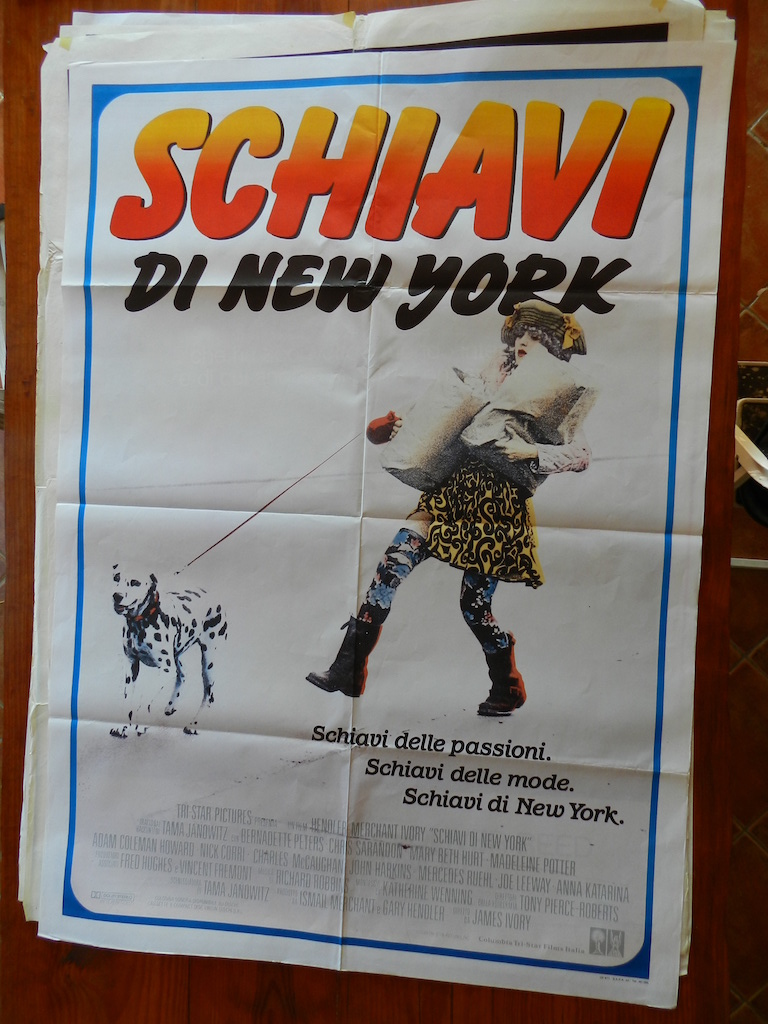 SCHIAVI
DI NEW YORK
Schiavi delle passioni.
Schiavi delle mode.
Schiavi di New York.
TRI STAR PICTURES HENDLER MERCHANT IVORY "SCHIAVI DI NEW YORK"
TAMA JANOWITZ BERNADETTE PETERS CHRIS SARANDON MARY BETH HURT MADELEINE POTTER
ADAM COLEMAN HOWARD NICK CORRI CHARLES McCAUGHAN JOHN HARKINS MERCEDES RUEHL JOE LEEWAY ANNA KATARINA
FRED HUGHES VINCENT FREMONT RICHARD ROBBINS KATHERINE WENNING TONY PIERCE-ROBERTS
TAMA JANOWITZ ISMAIL MERCHANT GARY HENDLER JAMES IVORY
Columbia Tri Star Films Italia